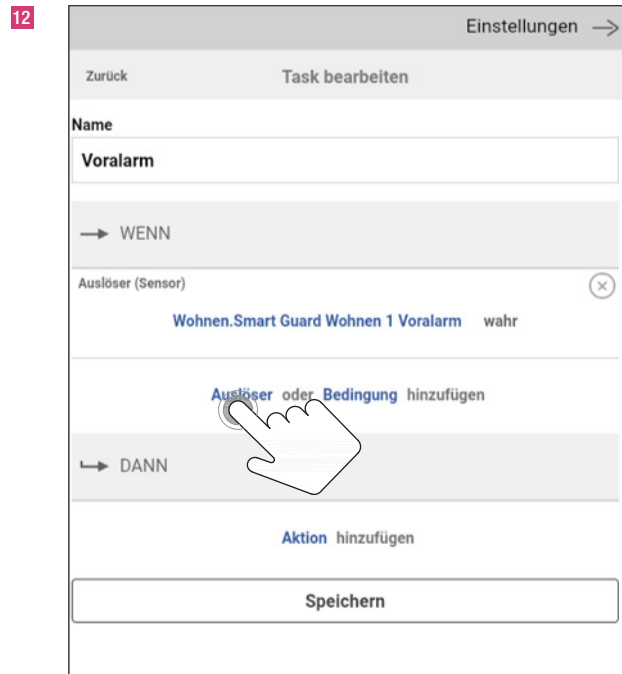 12
Einstellungen
Zurück Task bearbeiten
Name
Voralarm
WENN
Auslöser (Sensor)
Wohnen.Smart Guard Wohnen 1 Voralarm wahr
Auslöser oder Bedingung hinzufügen
DANN
Aktion hinzufügen
Speichern